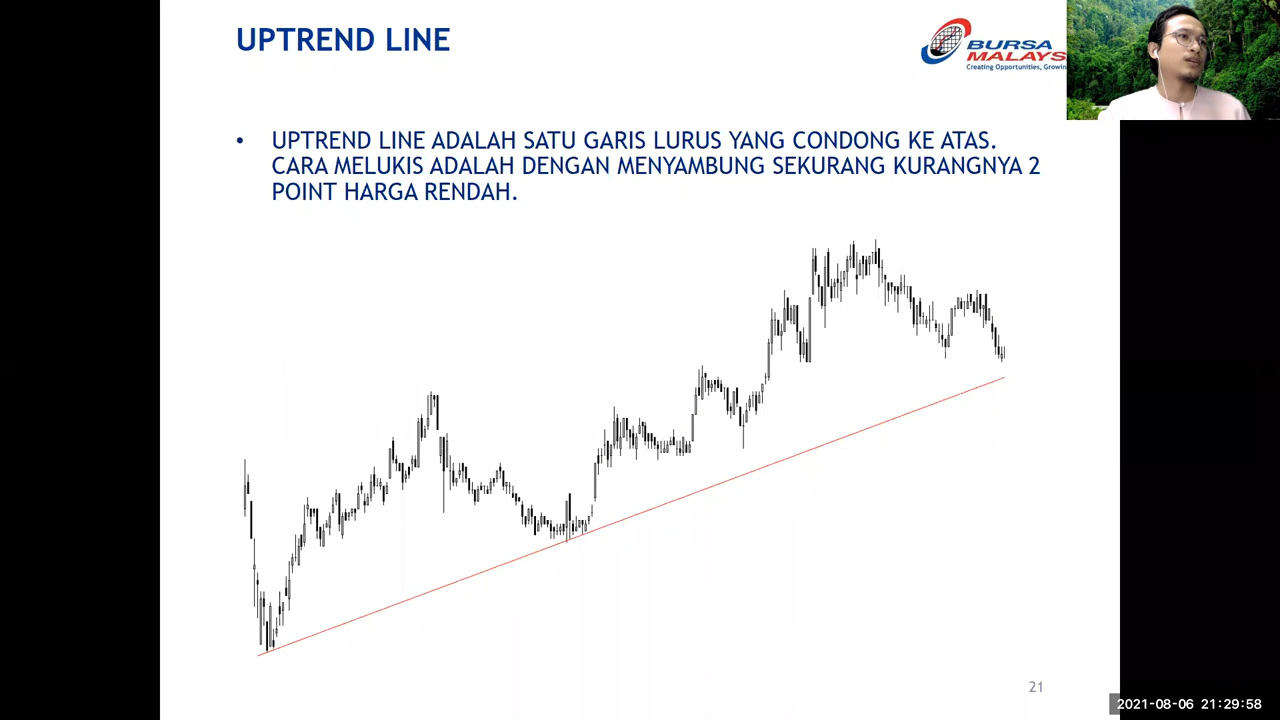 UPTREND LINE
BURSA
MALAYS
Creating Opportunities, Growin
• UPTREND LINE ADALAH SATU GARIS LURUS YANG CONDONG KE ATAS.
CARA MELUKIS ADALAH DENGAN MENYAMBUNG SEKURANG KURANGNYA 2
POINT HARGA RENDAH.
21
2021-08-06 21:29:58